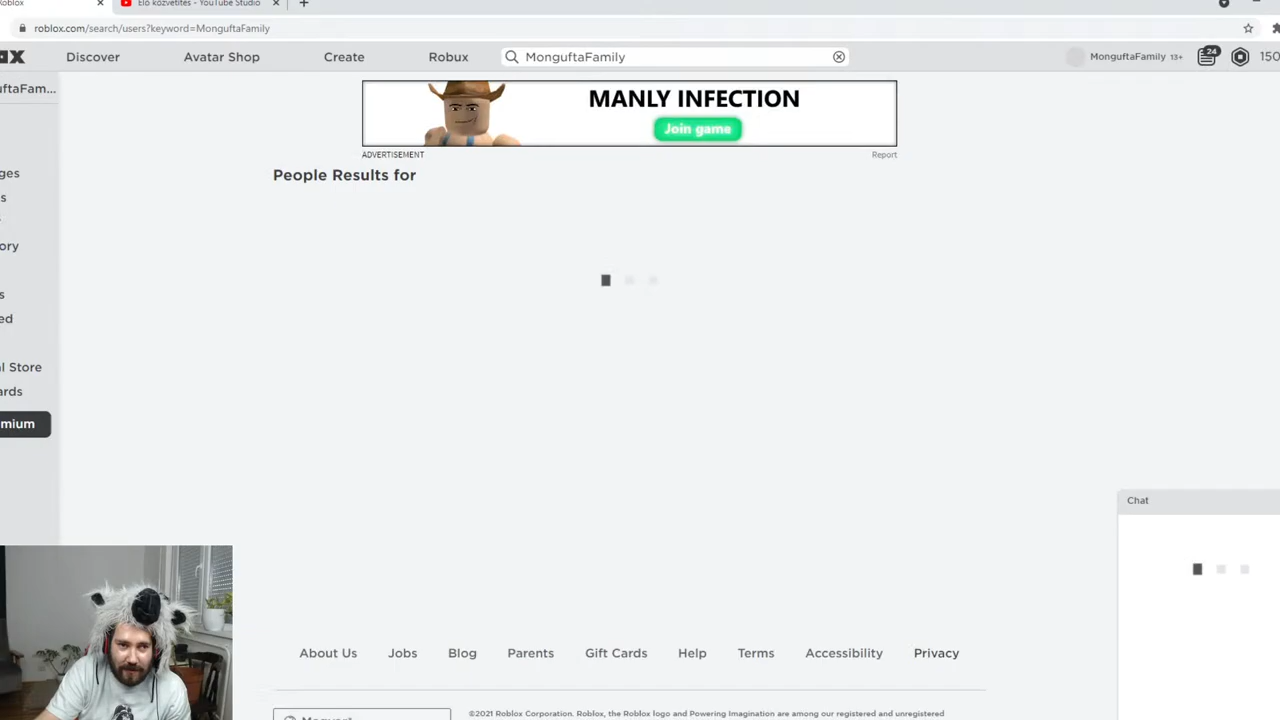 Roblox
Élő közvetítés - YouTube Studio
roblox.com/search/users?keyword=MonguftaFamily
OX
Discover
Avatar Shop
Create
Robux
MonguftaFamily
MonguftaFamily 13+
24
150
uftaFam...
MANLY INFECTION
Join game
ADVERTISEMENT
Report
People Results for
ges
s
ory
s
ed
l Store
ards
mium
Chat
About Us
Jobs
Blog
Parents
Gift Cards
Help
Terms
Accessibility
Privacy
©2021 Roblox Corporation. Roblox, the Roblox logo and Powering Imagination are among our registered and unregistered